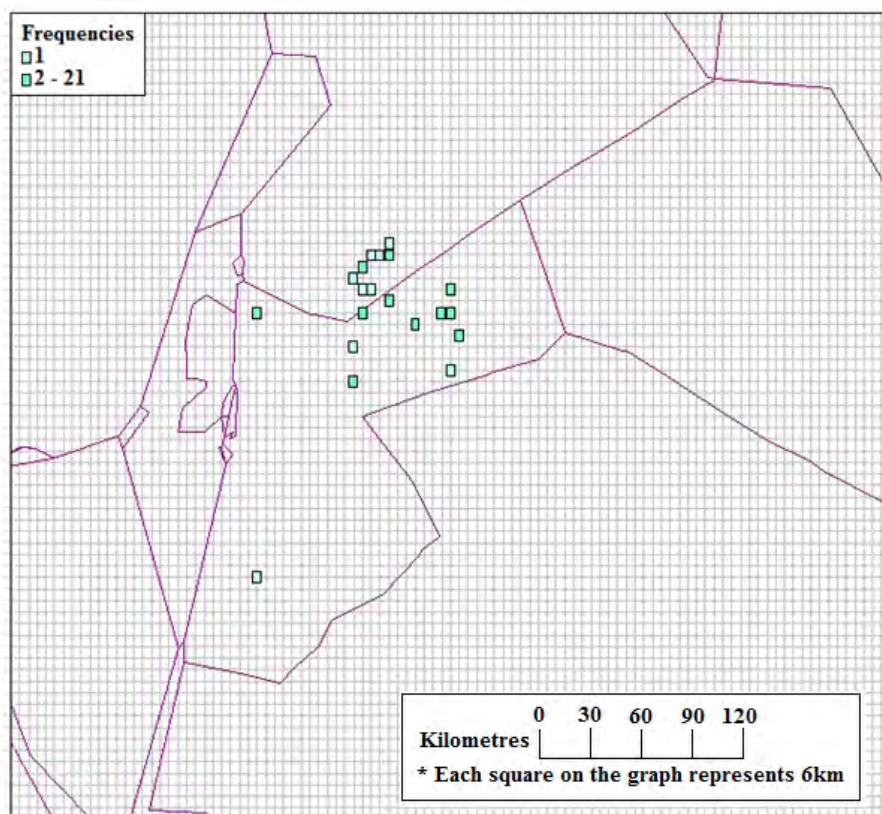 Frequencies
1
2 - 21
0 30 60 90 120
Kilometres
* Each square on the graph represents 6km